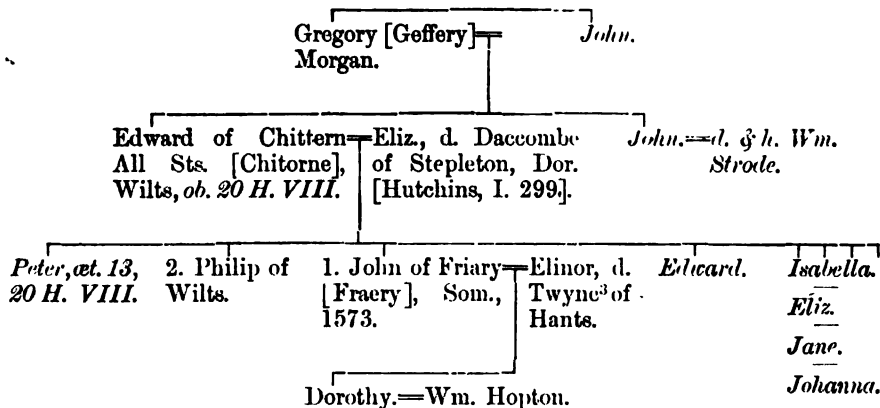 Gregory [Geffery]= John.
Morgan.
Edward of Chittern=Eliz., d. Daccombe John.=d. & h. Wm.
All Sts. [Chitorne], of Stepleton, Dor. Strode.
Wilts, ob. 20 H. VIII. [Hutchins, I. 299.].
Peter, æt. 13, 2. Philip of 1. John of Friary=Elinor, d. Edward. Isabella.
20 H. VIII. Wilts. [Fraery], Som., Twyne³ of Eliz.
1573. Hants. Jane.
Johanna.
Dorothy.=Wm. Hopton.